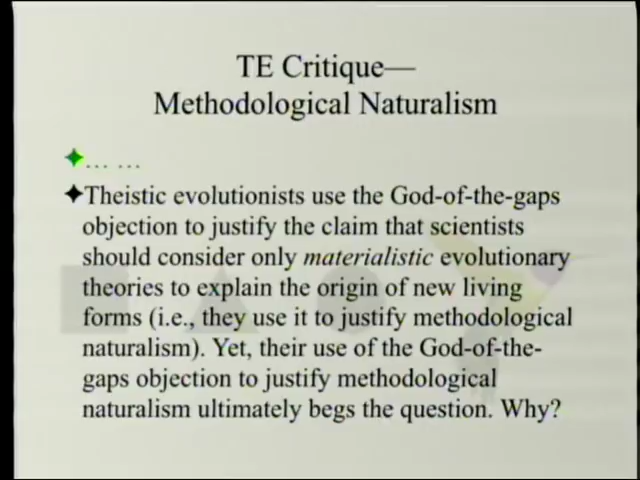 TE Critique—
Methodological Naturalism
... ...
Theistic evolutionists use the God-of-the-gaps
objection to justify the claim that scientists
should consider only materialistic evolutionary
theories to explain the origin of new living
forms (i.e., they use it to justify methodological
naturalism). Yet, their use of the God-of-the-
gaps objection to justify methodological
naturalism ultimately begs the question. Why?